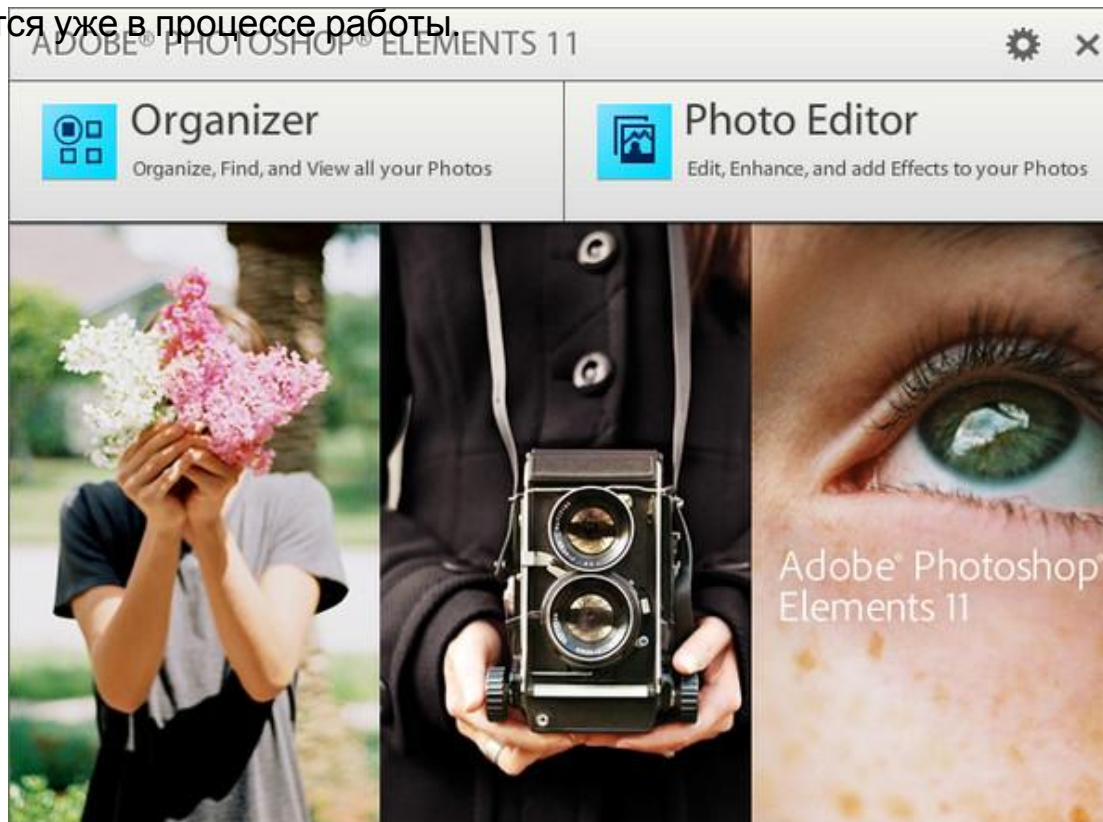 тся уже в процессе работы.
ADOBE® PHOTOSHOP® ELEMENTS 11
Organizer
Organize, Find, and View all your Photos
Photo Editor
Edit, Enhance, and add Effects to your Photos
Adobe® Photoshop®
Elements 11